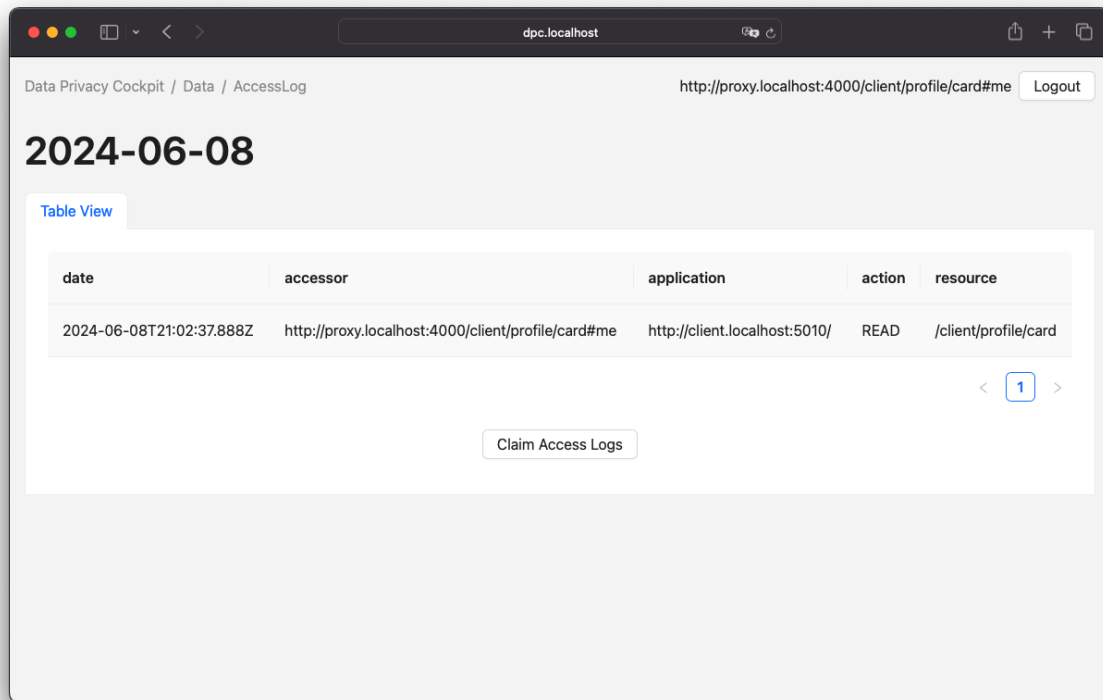 dpc.localhost
Data Privacy Cockpit / Data / AccessLog http://proxy.localhost:4000/client/profile/card#me Logout
2024-06-08
Table View
date accessor application action resource
2024-06-08T21:02:37.888Z http://proxy.localhost:4000/client/profile/card#me http://client.localhost:5010/ READ /client/profile/card
< 1 >
Claim Access Logs